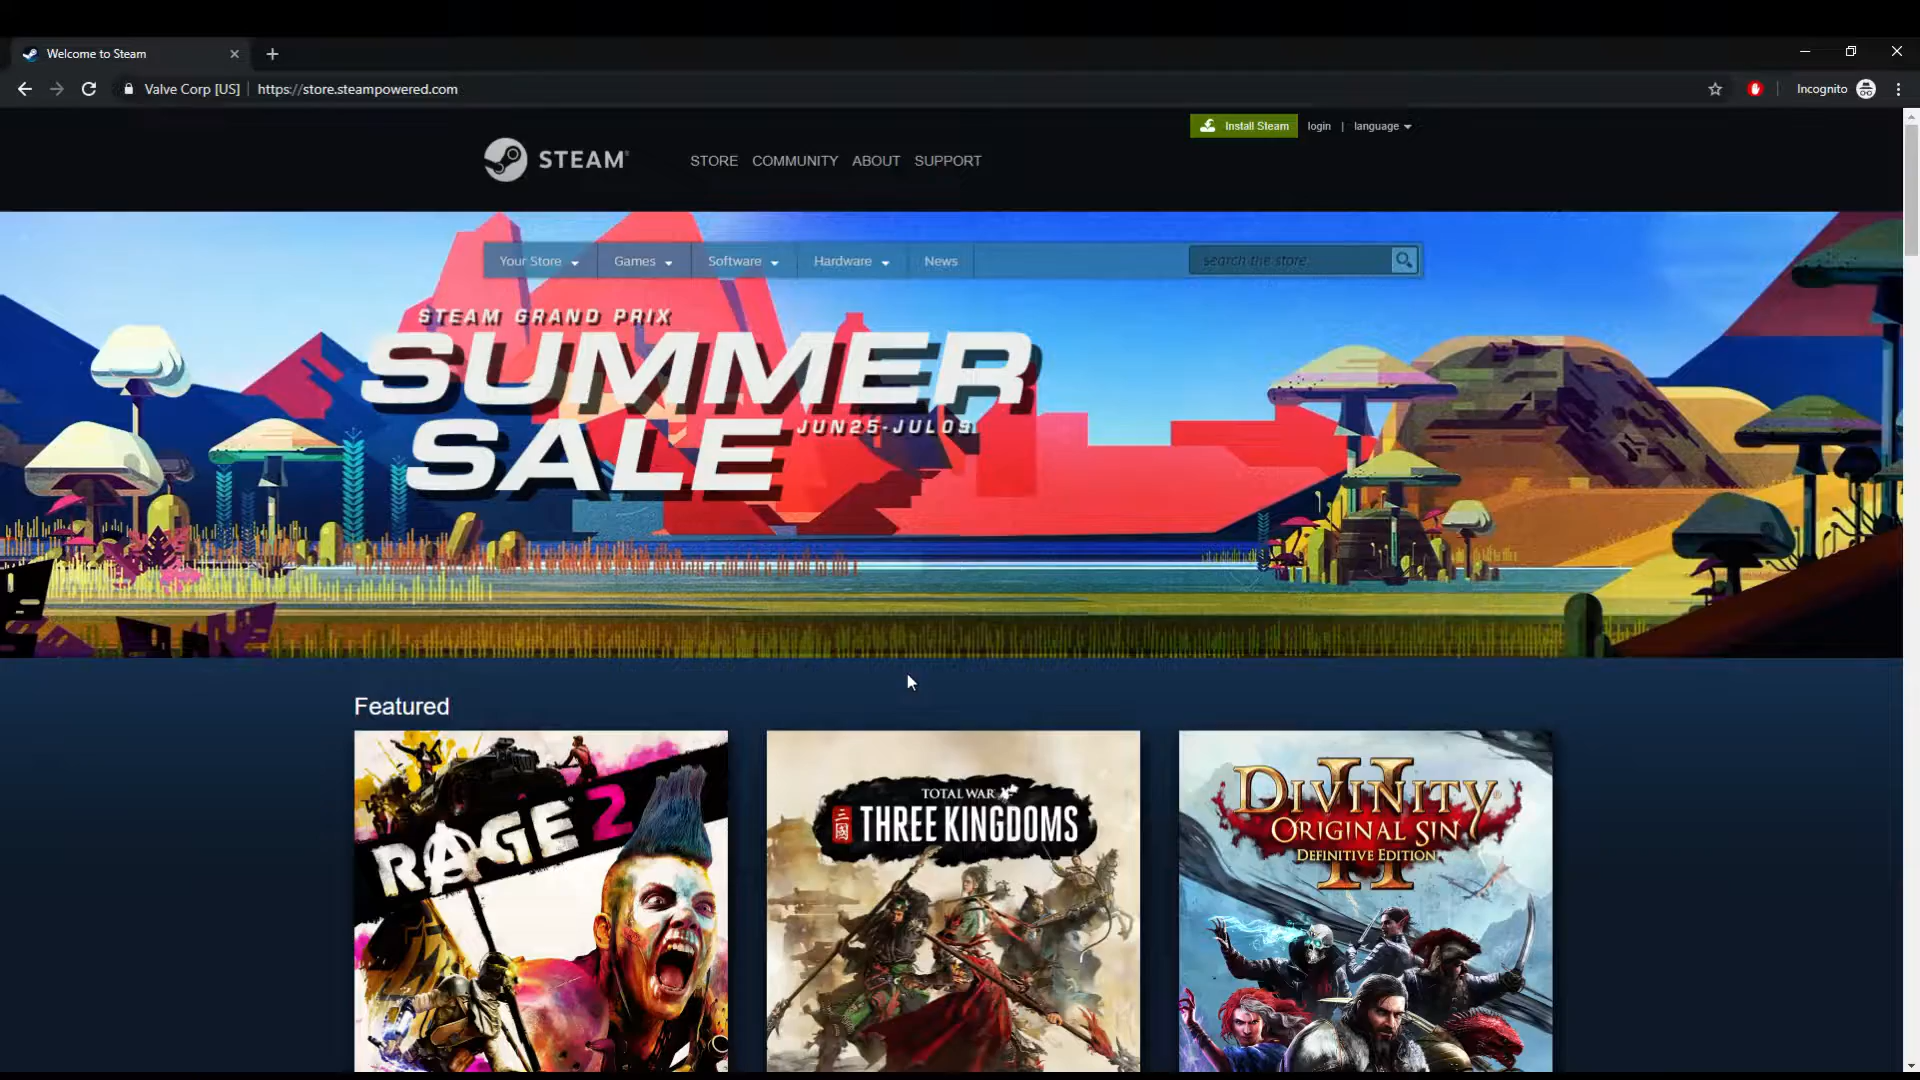 Welcome to Steam
Valve Corp [US] https://store.steampowered.com
Incognito
Install Steam login | language
STEAM
STORE COMMUNITY ABOUT SUPPORT
Your Store Games Software Hardware News search the store
STEAM GRAND PRIX
SUMMER
SALE JUN25-JUL09
Featured
RAGE 2
TOTAL WAR
三國 THREE KINGDOMS
DIVINITY
II
ORIGINAL SIN
DEFINITIVE EDITION